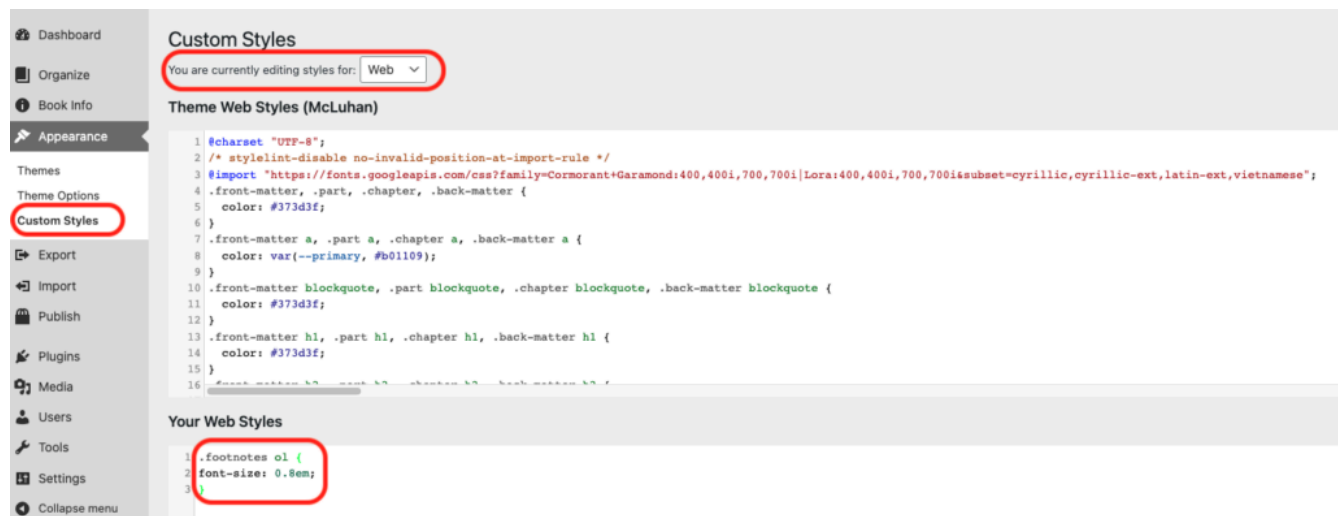 Dashboard
Organize
Book Info
Appearance
Themes
Theme Options
Custom Styles
Export
Import
Publish
Plugins
Media
Users
Tools
Settings
Collapse menu
Custom Styles
You are currently editing styles for: Web
Theme Web Styles (McLuhan)
1 @charset "UTF-8";
2 /* stylelint-disable no-invalid-position-at-import-rule */
3 @import "https://fonts.googleapis.com/css?family=Cormorant+Garamond:400,400i,700,700i|Lora:400,400i,700,700i&subset=cyrillic,cyrillic-ext,latin-ext,vietnamese";
4 .front-matter, .part, .chapter, .back-matter {
5 color: #373d3f;
6 }
7 .front-matter a, .part a, .chapter a, .back-matter a {
8 color: var(--primary, #b01109);
9 }
10 .front-matter blockquote, .part blockquote, .chapter blockquote, .back-matter blockquote {
11 color: #373d3f;
12 }
13 .front-matter h1, .part h1, .chapter h1, .back-matter h1 {
14 color: #373d3f;
15 }
16
Your Web Styles
1 .footnotes ol {
2 font-size: 0.8em;
3 }